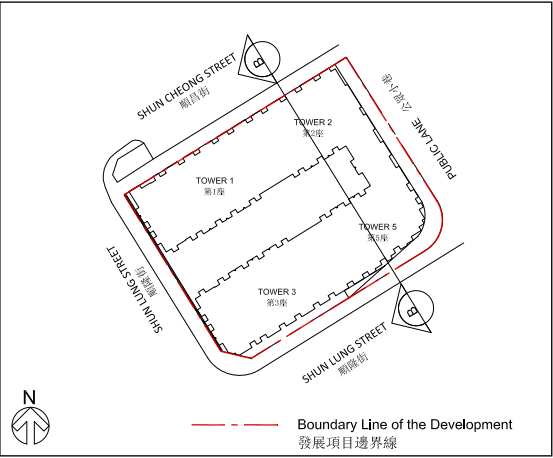 SHUN CHEONG STREET
順昌街
B
TOWER 2
第2座
PUBLIC LANE 公眾小巷
TOWER 1
第1座
TOWER 5
第5座
SHUN LUNG STREET
順隆街
TOWER 3
第3座
B
SHUN LUNG STREET
順隆街
N
Boundary Line of the Development
發展項目邊界線